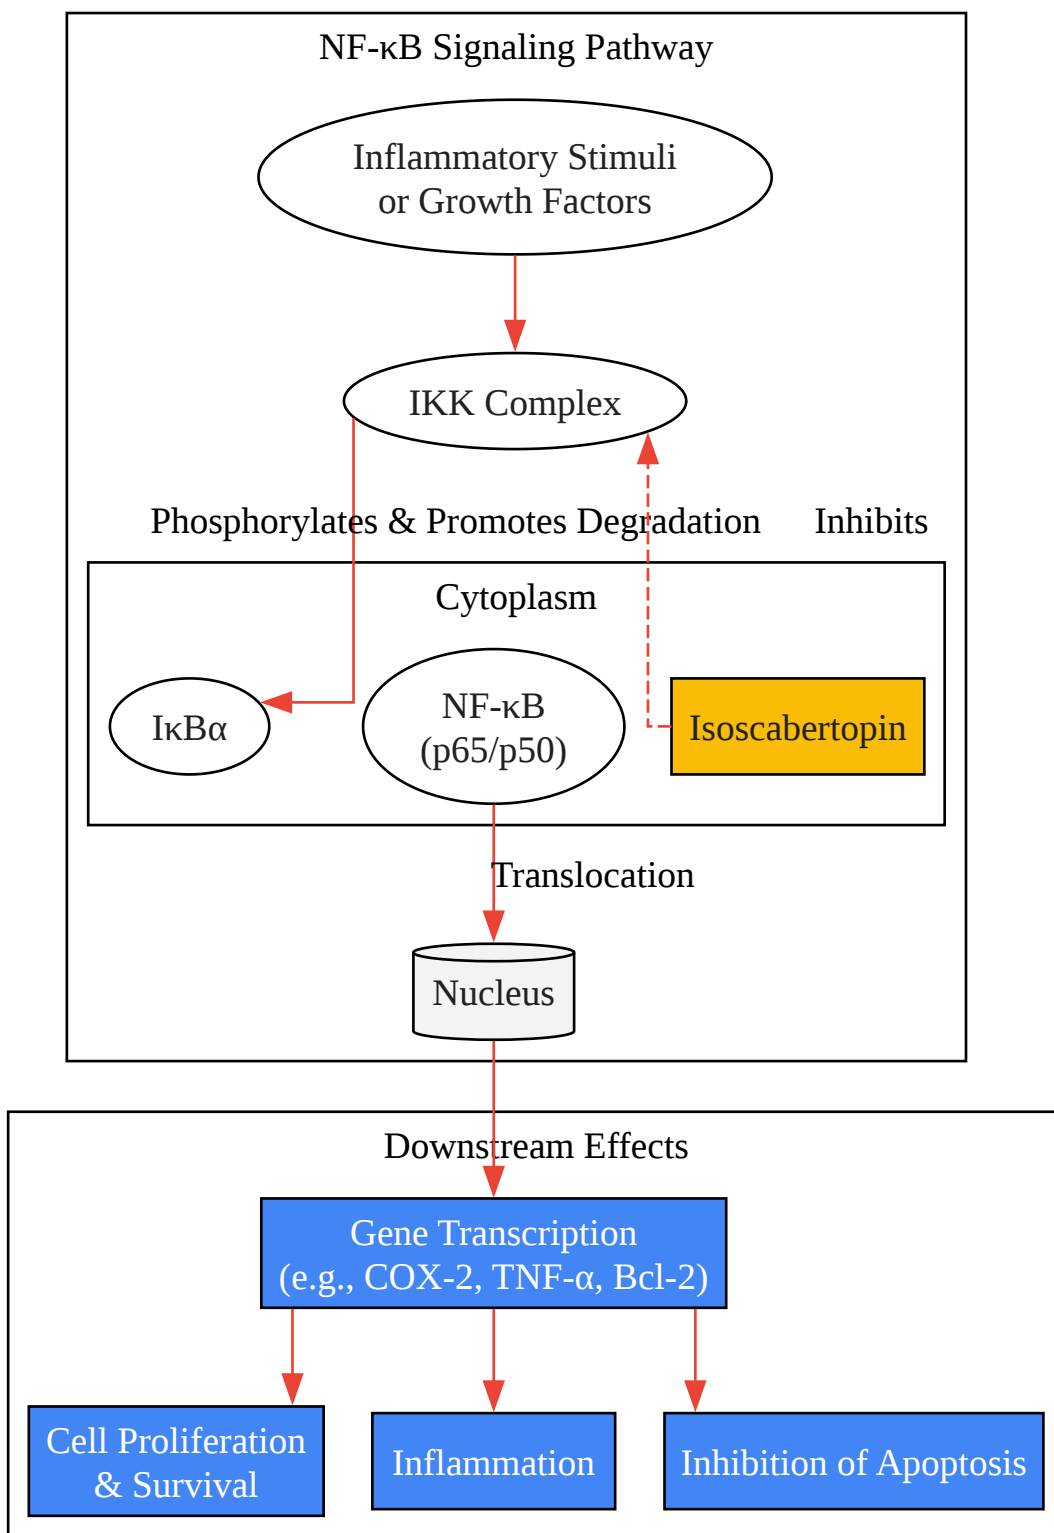 NF-κB Signaling Pathway
Inflammatory Stimuli
or Growth Factors
IKK Complex
Phosphorylates & Promotes Degradation
Inhibits
Cytoplasm
IκBα
NF-κB
(p65/p50)
Isoscabertopin
Translocation
Nucleus
Downstream Effects
Gene Transcription
(e.g., COX-2, TNF-α, Bcl-2)
Cell Proliferation
& Survival
Inflammation
Inhibition of Apoptosis